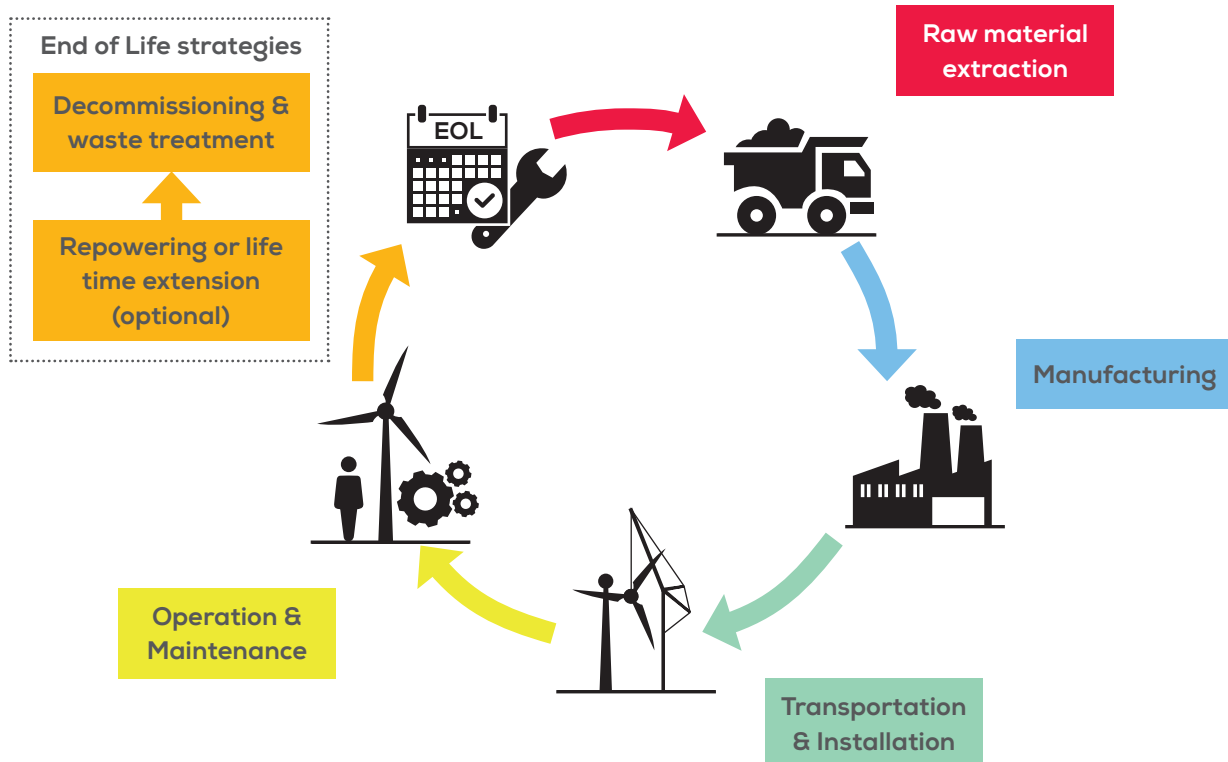 End of Life strategies
Decommissioning &
waste treatment
Repowering or life
time extension
(optional)
EOL
Raw material
extraction
Manufacturing
Transportation
& Installation
Operation &
Maintenance